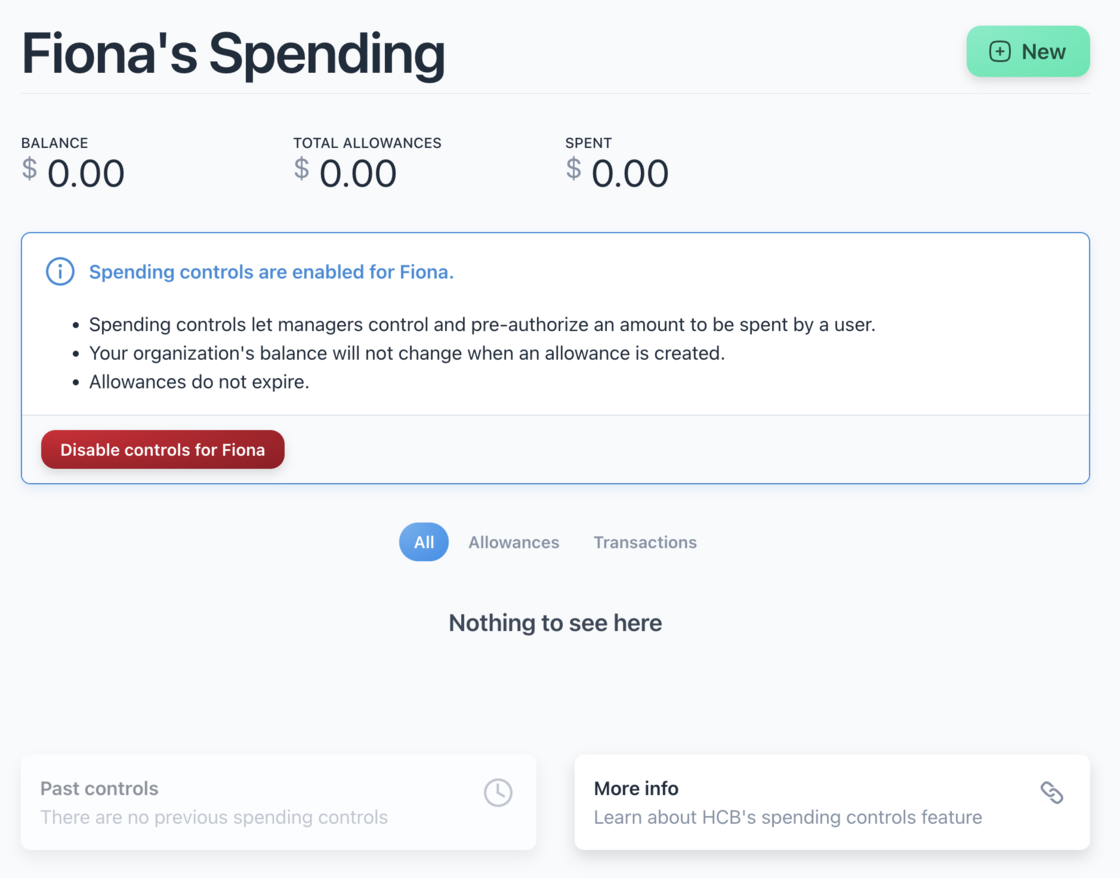 Fiona's Spending
New
BALANCE
$ 0.00
TOTAL ALLOWANCES
$ 0.00
SPENT
$ 0.00
Spending controls are enabled for Fiona.
• Spending controls let managers control and pre-authorize an amount to be spent by a user.
• Your organization's balance will not change when an allowance is created.
• Allowances do not expire.
Disable controls for Fiona
All
Allowances
Transactions
Nothing to see here
Past controls
There are no previous spending controls
More info
Learn about HCB's spending controls feature